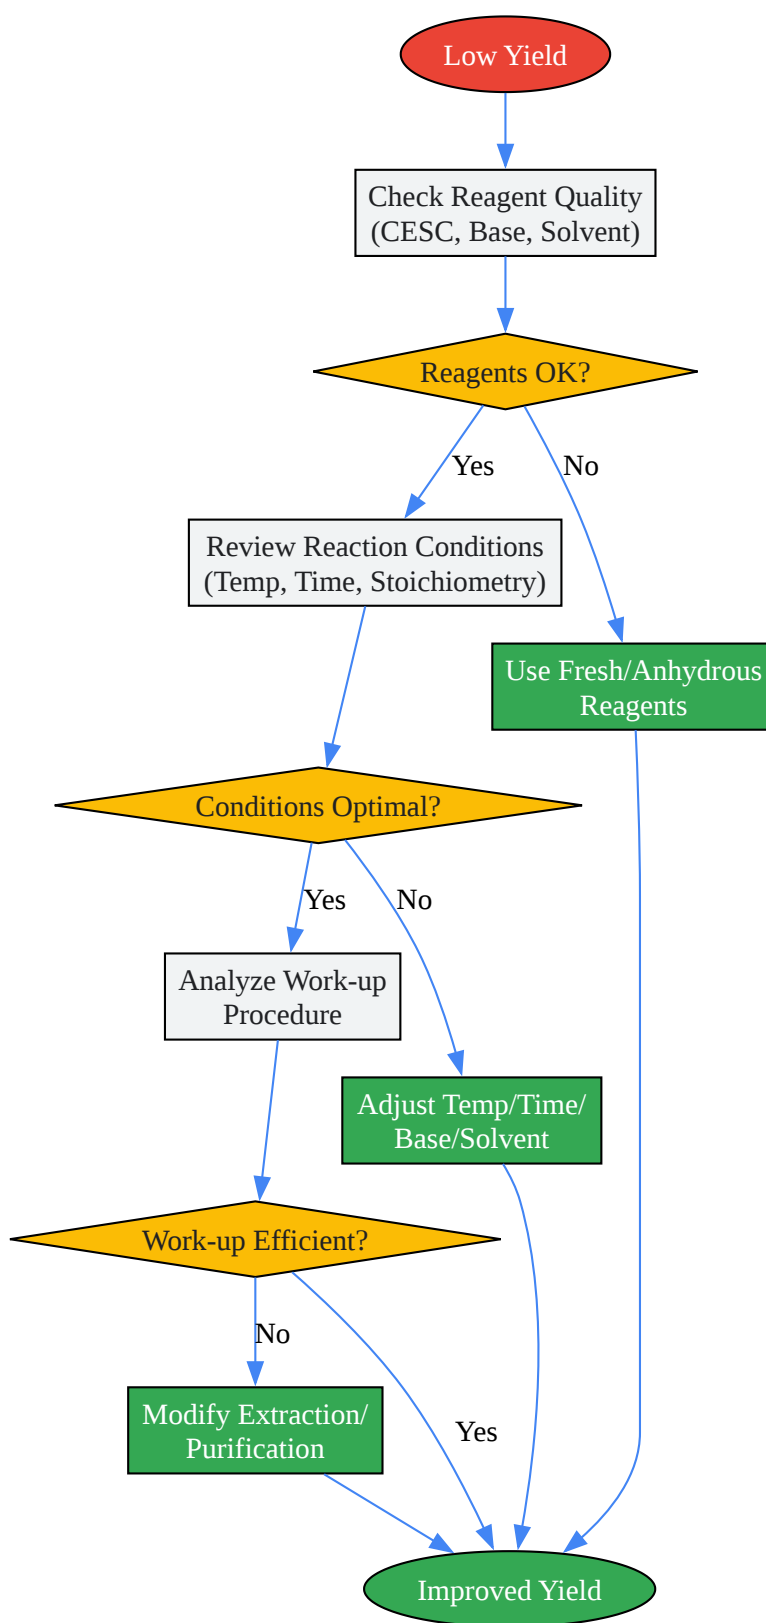 Low Yield
Check Reagent Quality
(CESC, Base, Solvent)
Reagents OK?
Yes
No
Review Reaction Conditions
(Temp, Time, Stoichiometry)
Use Fresh/Anhydrous
Reagents
Conditions Optimal?
Yes
No
Analyze Work-up
Procedure
Adjust Temp/Time/
Base/Solvent
Work-up Efficient?
No
Yes
Modify Extraction/
Purification
Improved Yield